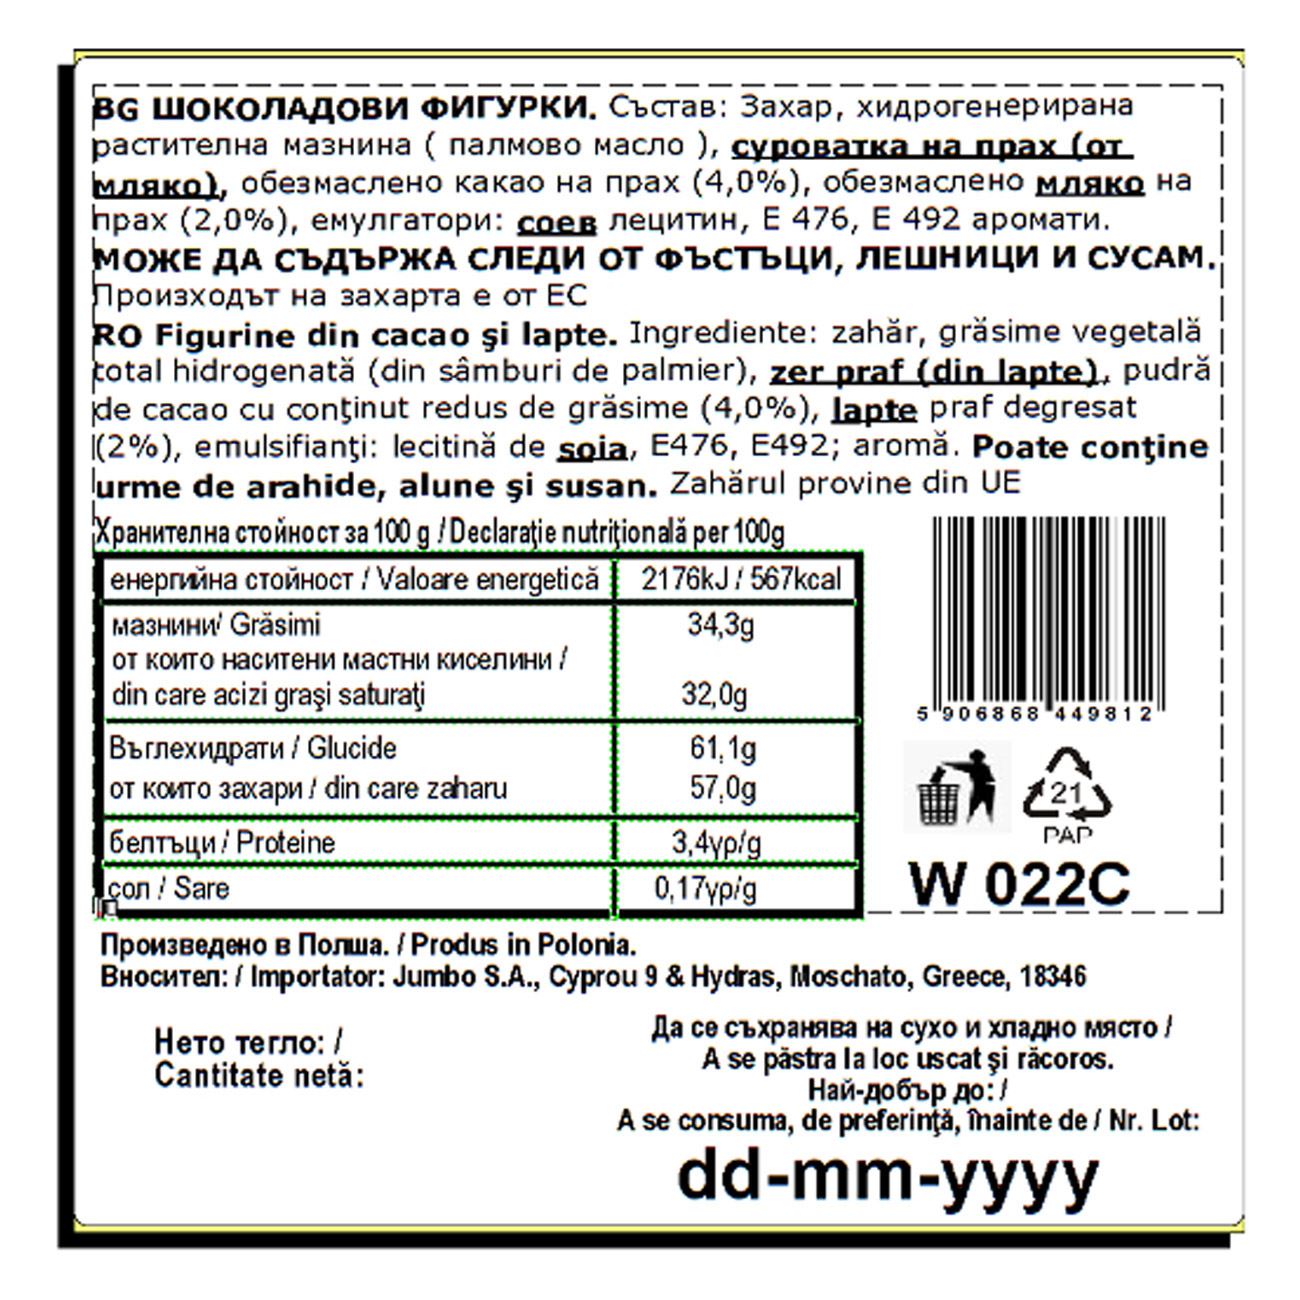 BG ШОКОЛАДОВИ ФИГУРКИ. Състав: Захар, хидрогенерирана
растителна мазнина ( палмово масло ), суроватка на прах (от
мляко), обезмаслено какао на прах (4,0%), обезмаслено мляко на
прах (2,0%), емулгатори: соев лецитин, Е 476, Е 492 аромати.
МОЖЕ ДА СЪДЪРЖА СЛЕДИ ОТ ФЪСТЪЦИ, ЛЕШНИЦИ И СУСАМ.
Произходът на захарта е от ЕС
RO Figurine din cacao şi lapte. Ingrediente: zahăr, grăsime vegetală
total hidrogenată (din sâmburi de palmier), zer praf (din lapte), pudră
de cacao cu conţinut redus de grăsime (4,0%), lapte praf degresat
(2%), emulsifianţi: lecitină de soia, E476, E492; aromă. Poate conţine
urme de arahide, alune şi susan. Zahărul provine din UE
Хранителна стойност за 100 g / Declaraţie nutriţională per 100g
енергийна стойност / Valoare energetică 2176kJ / 567kcal
мазнини/ Grăsimi 34,3g
от които наситени мастни киселини /
din care acizi graşi saturaţi 32,0g
Въглехидрати / Glucide 61,1g
от които захари / din care zaharu 57,0g
белтъци / Proteine 3,4γρ/g
сол / Sare 0,17γρ/g
5 906868 449812
21
PAP
W 022C
Произведено в Полша. / Produs in Polonia.
Вносител: / Importator: Jumbo S.A., Cyprou 9 & Hydras, Moschato, Greece, 18346
Нето тегло: /
Cantitate netă:
Да се съхранява на сухо и хладно място /
A se păstra la loc uscat şi răcoros.
Най-добър до: /
A se consuma, de preferinţă, înainte de / Nr. Lot:
dd-mm-yyyy